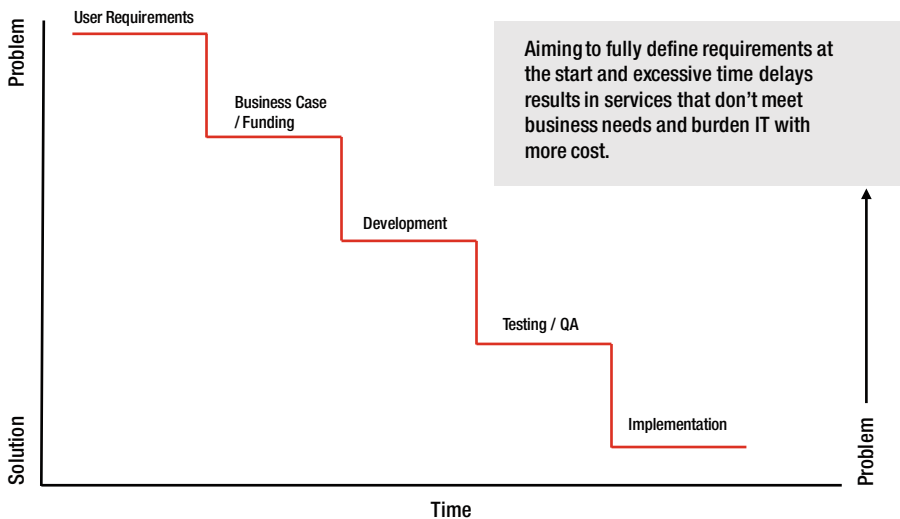 User Requirements
Problem
Aiming to fully define requirements at
the start and excessive time delays
results in services that don't meet
business needs and burden IT with
more cost.
Business Case
/ Funding
Development
Testing / QA
Implementation
Solution
Problem
Time